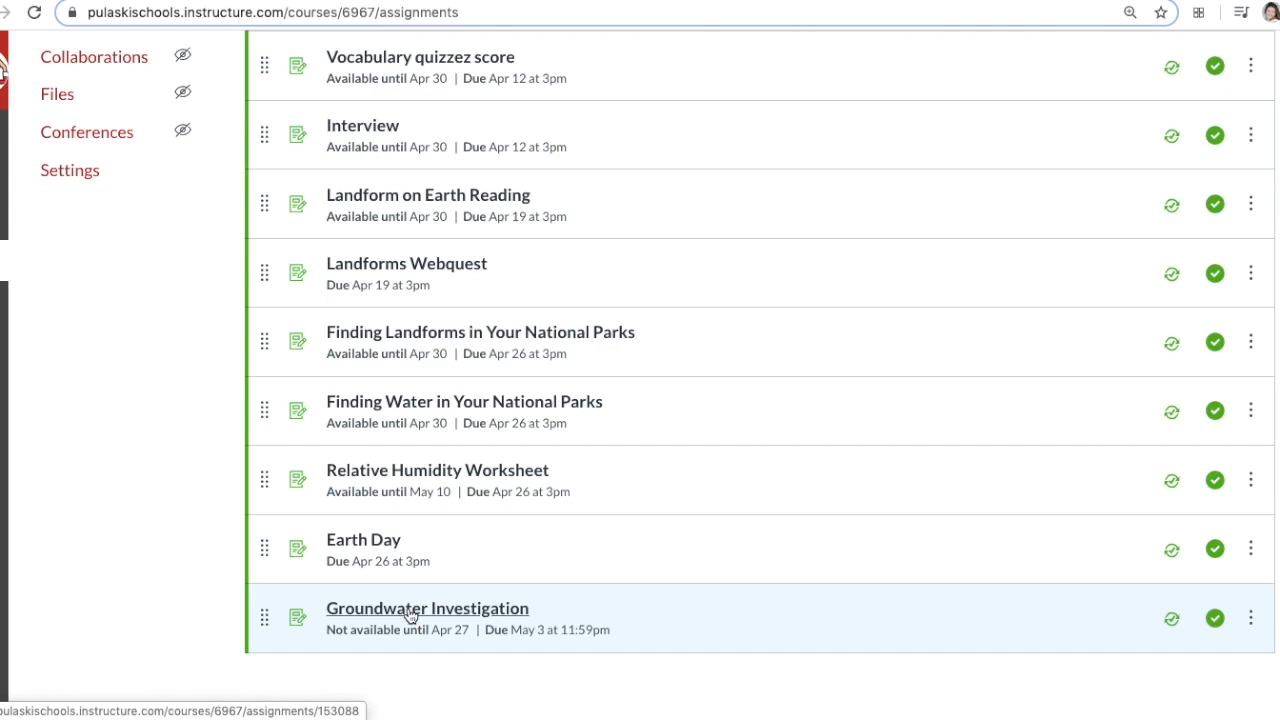 pulaskischools.instructure.com/courses/6967/assignments
Collaborations
Files
Conferences
Settings
Vocabulary quizzez score
Available until Apr 30 | Due Apr 12 at 3pm
Interview
Available until Apr 30 | Due Apr 12 at 3pm
Landform on Earth Reading
Available until Apr 30 | Due Apr 19 at 3pm
Landforms Webquest
Due Apr 19 at 3pm
Finding Landforms in Your National Parks
Available until Apr 30 | Due Apr 26 at 3pm
Finding Water in Your National Parks
Available until Apr 30 | Due Apr 26 at 3pm
Relative Humidity Worksheet
Available until May 10 | Due Apr 26 at 3pm
Earth Day
Due Apr 26 at 3pm
Groundwater Investigation
Not available until Apr 27 | Due May 3 at 11:59pm
pulaskischools.instructure.com/courses/6967/assignments/153088